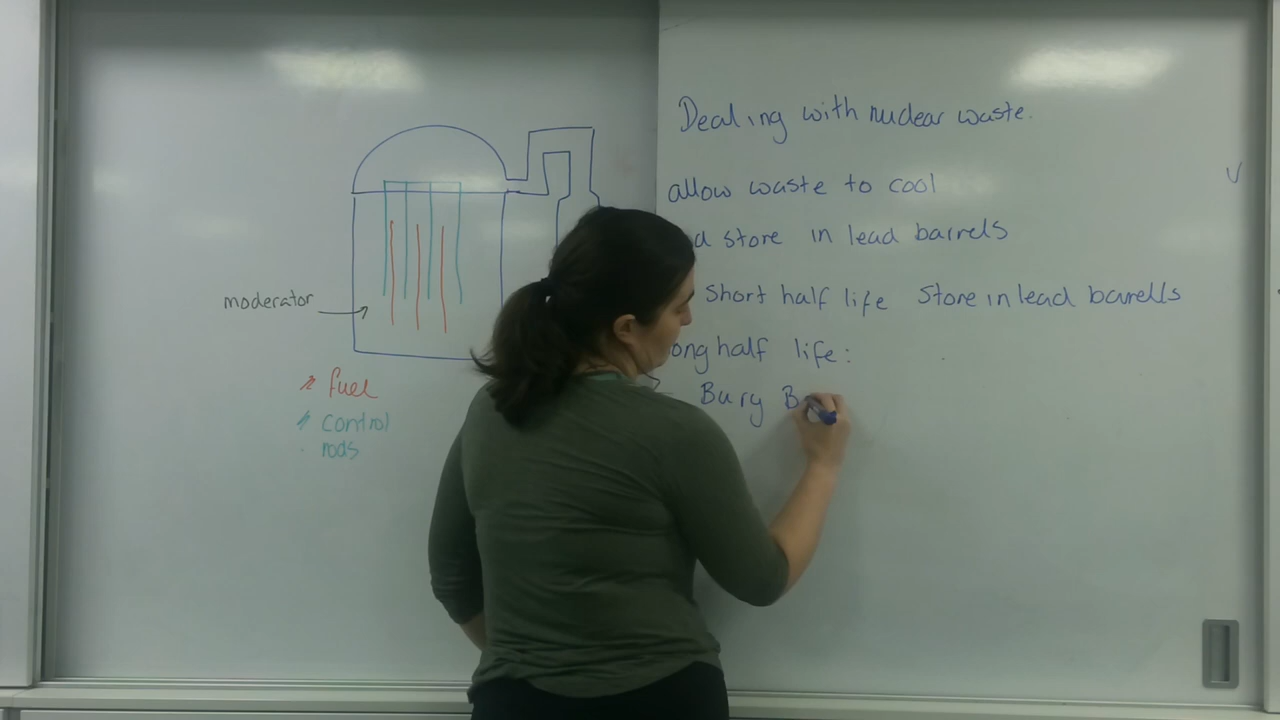 Dealing with nuclear waste.
allow waste to cool
store in lead barrels
Short half life Store in lead barells
half life:
Bury B
moderator
fuel
control
rods